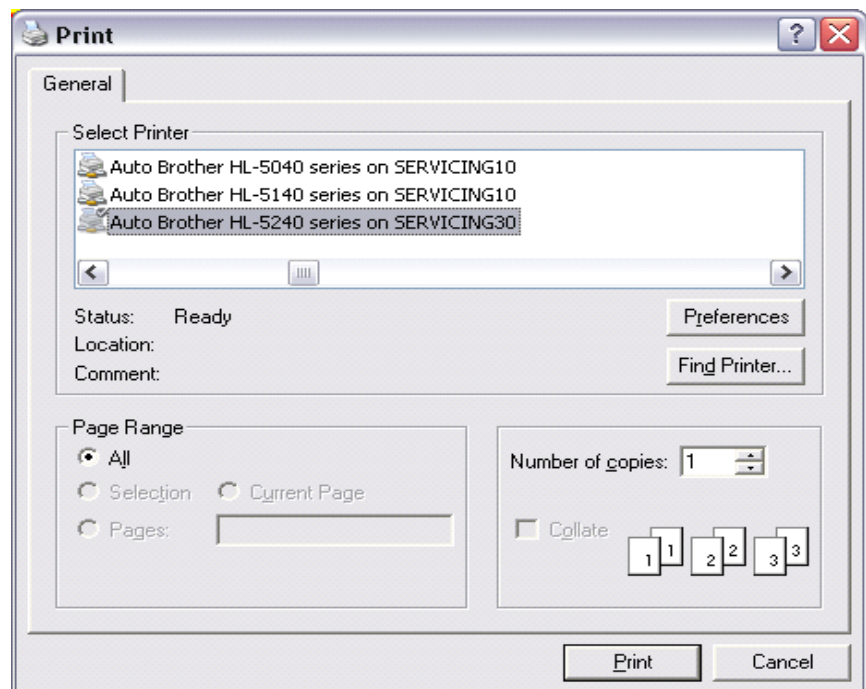 Print
General
Select Printer
Auto Brother HL-5040 series on SERVICING10
Auto Brother HL-5140 series on SERVICING10
Auto Brother HL-5240 series on SERVICING30
Status: Ready
Preferences
Location:
Comment:
Find Printer...
Page Range
All
Selection Current Page
Pages:
Number of copies: 1
Collate
1 1 2 2 3 3
Print Cancel